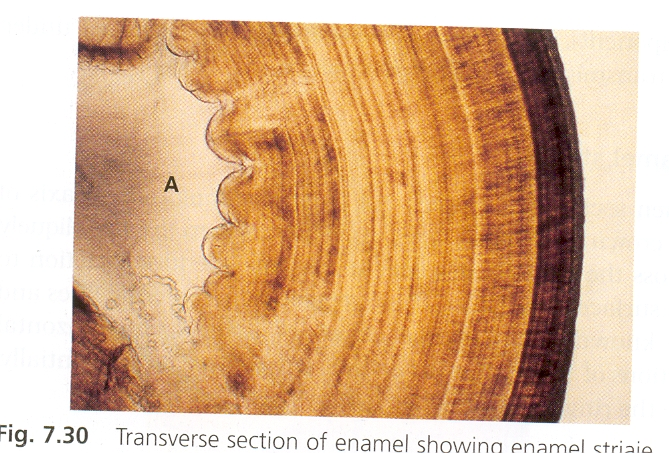 A
Fig. 7.30 Transverse section of enamel showing enamel striae